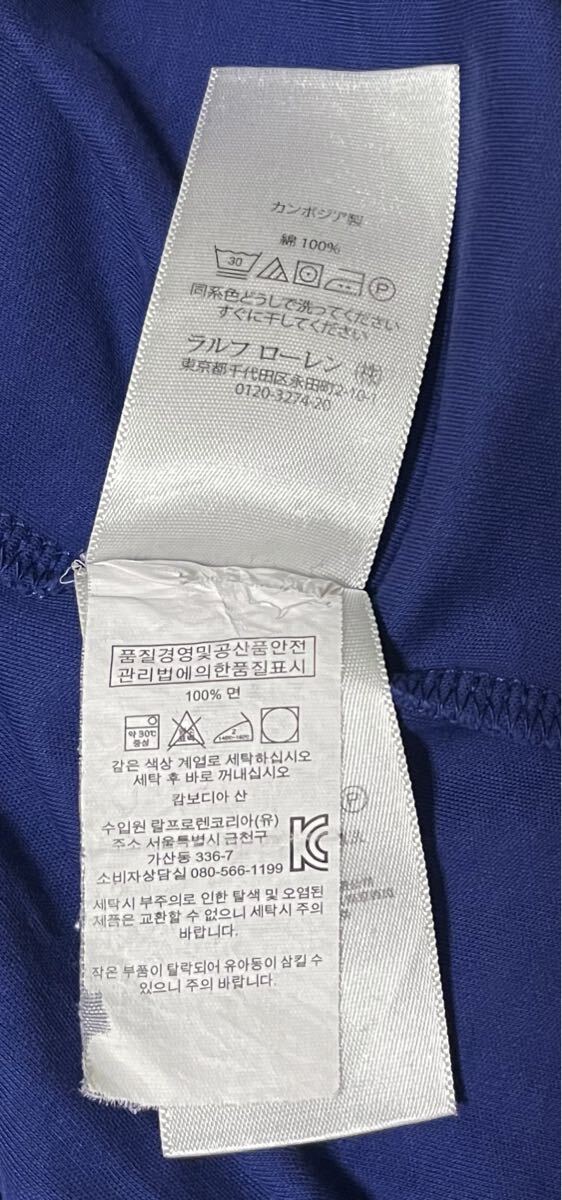 カンボジア製
綿 100%
30 P
同系色どうしで洗ってください
すぐに干してください
ラルフ ローレン (株)
東京都千代田区永田町2-10-1
0120-3274-20
품질경영및공산품안전
관리법에의한품질표시
100% 면
약 30℃
중성
같은 색상 계열로 세탁하십시오
세탁 후 바로 꺼내십시오
캄보디아 산
수입원 랄프로렌코리아(유)
주소 서울특별시 금천구
가산동 336-7
소비자상담실 080-566-1199
세탁시 부주의로 인한 탈색 및 오염된
제품은 교환할 수 없으니 세탁시 주의
바랍니다.
작은 부품이 탈락되어 유아동이 삼킬 수
있으니 주의 바랍니다.
P